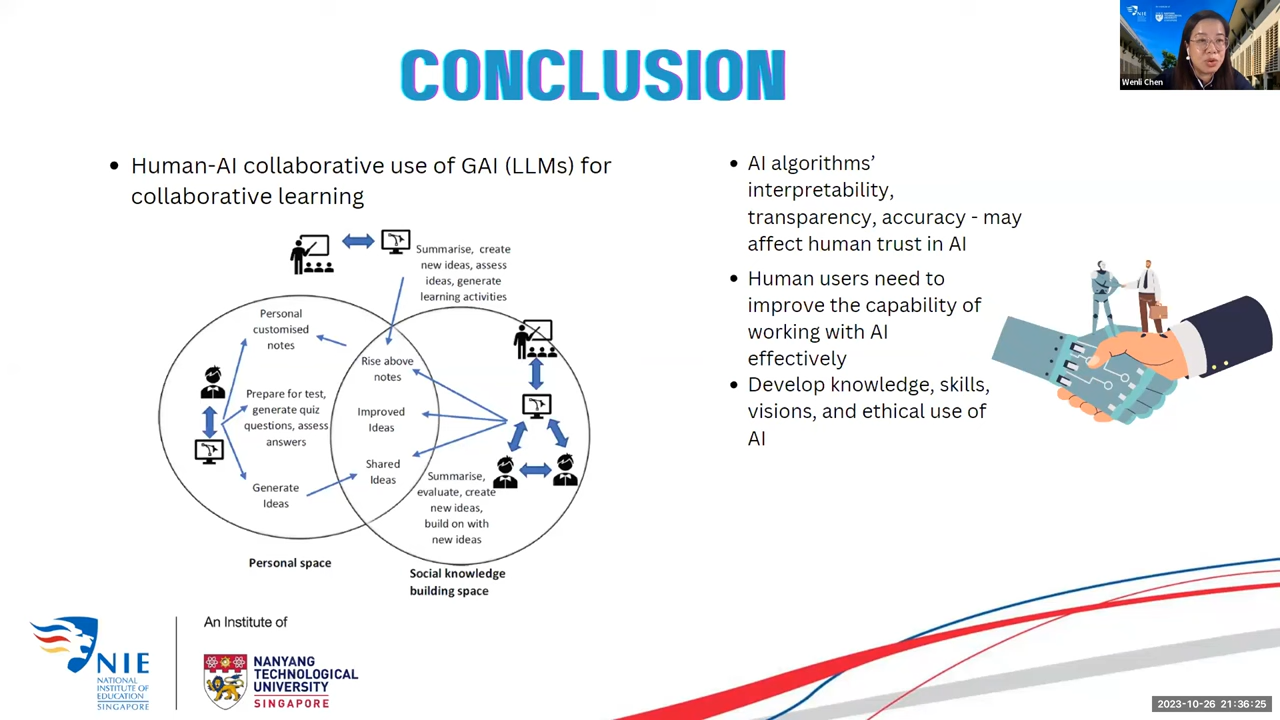 CONCLUSION
NIE
Wenli Chen
Human-AI collaborative use of GAI (LLMs) for
collaborative learning
Summarise, create
new ideas, assess
ideas, generate
learning activities
Personal
customised
notes
Rise above
notes
Prepare for test,
generate quiz
questions, assess
answers
Improved
Ideas
Shared
Ideas
Generate
Ideas
Summarise,
evaluate, create
new ideas,
build on with
new ideas
Personal space
Social knowledge
building space
AI algorithms’
interpretability,
transparency, accuracy - may
affect human trust in AI
Human users need to
improve the capability of
working with AI
effectively
Develop knowledge, skills,
visions, and ethical use of
AI
NIE
NATIONAL
INSTITUTE OF
EDUCATION
SINGAPORE
An Institute of
NANYANG
TECHNOLOGICAL
UNIVERSITY
SINGAPORE
2023-10-26 21:36:25